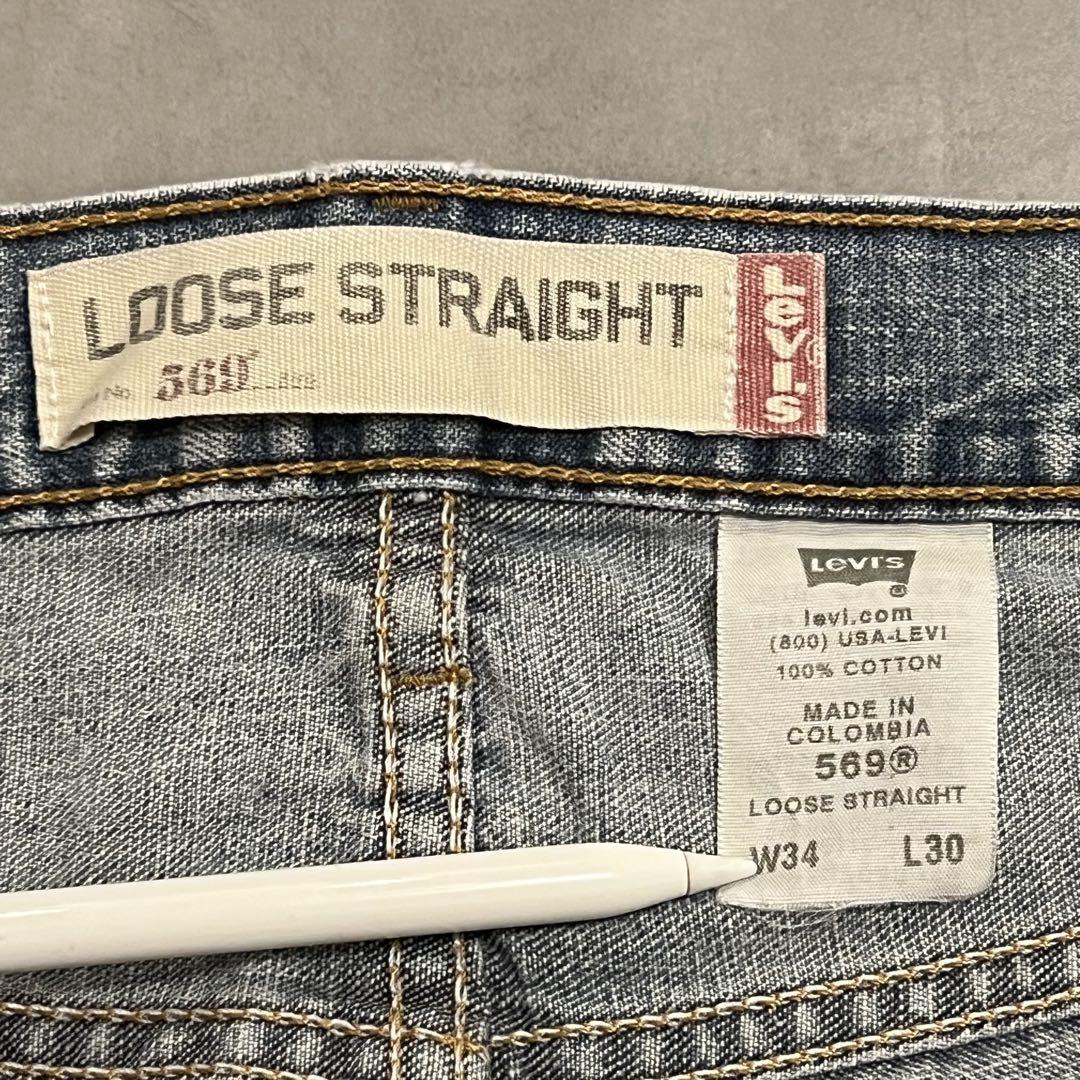 LOOSE STRAIGHT
No. 569
LEVI'S
LEVI'S
®
levi.com
(800) USA-LEVI
100% COTTON
MADE IN
COLOMBIA
569®
LOOSE STRAIGHT
W34 L30